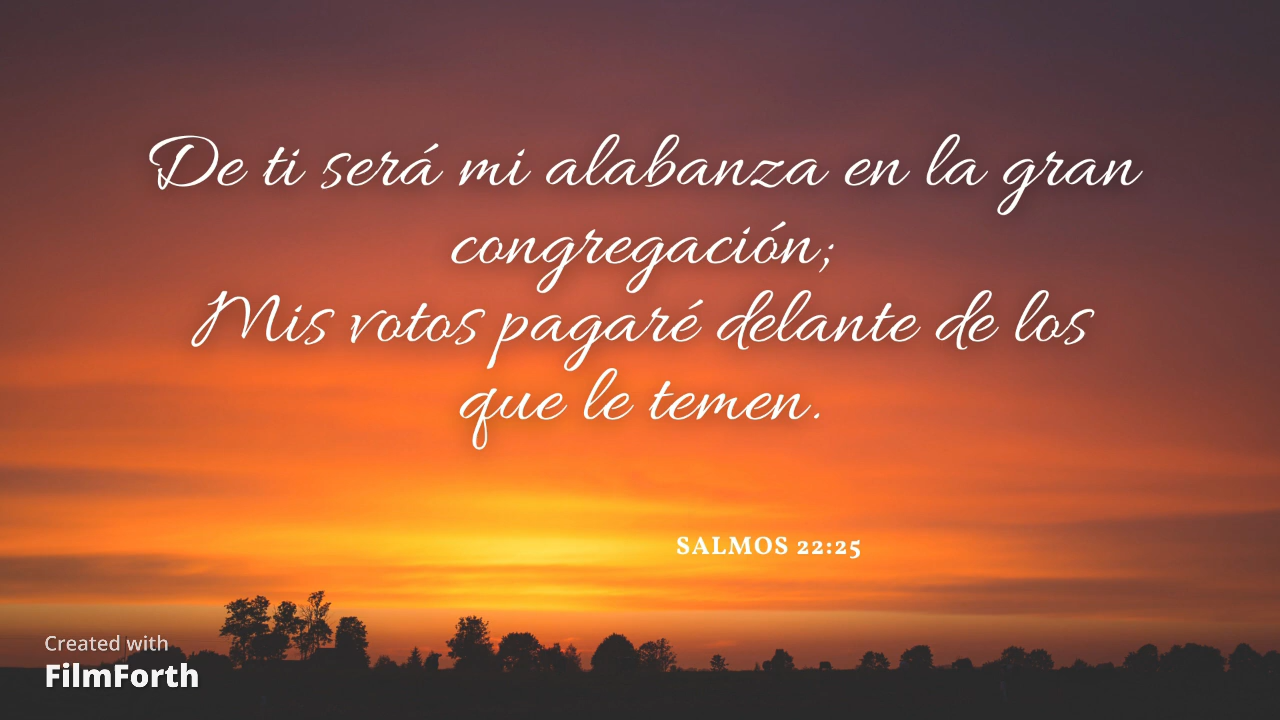 De ti será mi alabanza en la gran
congregación;
Mis votos pagaré delante de los
que le temen.
SALMOS 22:25
Created with
FilmForth